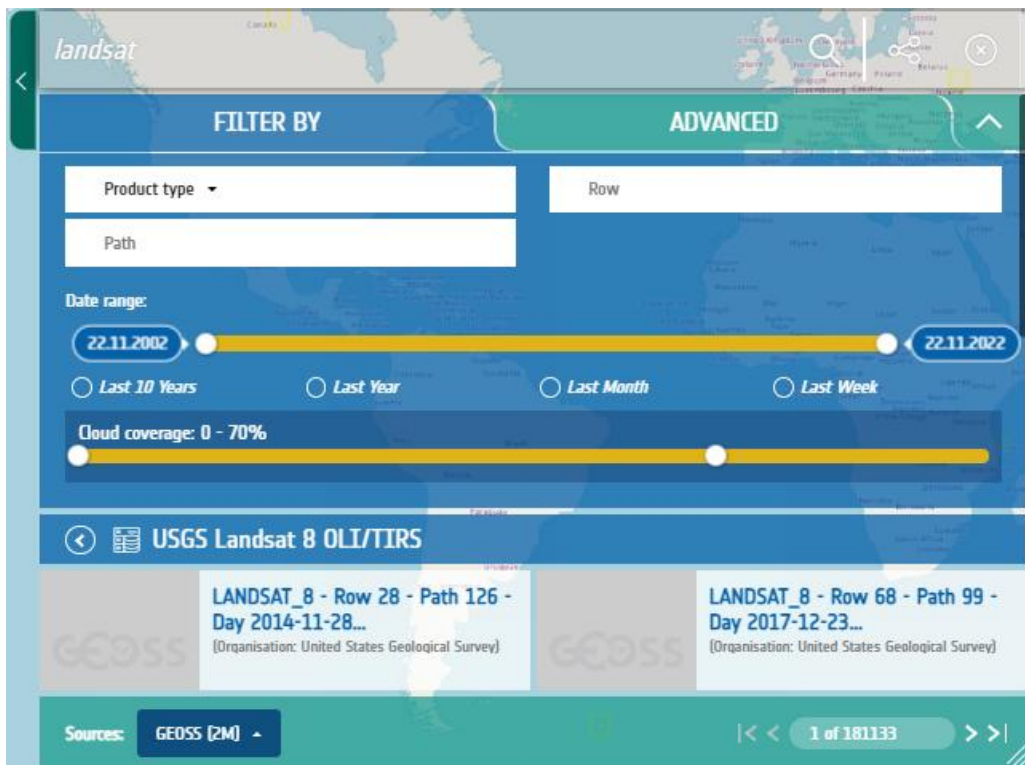 landsat
FILTER BY
ADVANCED
Product type
Row
Path
Date range:
22.11.2002
22.11.2022
Last 10 Years
Last Year
Last Month
Last Week
Cloud coverage: 0 - 70%
USGS Landsat 8 OLI/TIRS
LANDSAT_8 - Row 28 - Path 126 -
Day 2014-11-28...
(Organisation: United States Geological Survey)
GEOSS
LANDSAT_8 - Row 68 - Path 99 -
Day 2017-12-23...
(Organisation: United States Geological Survey)
GEOSS
Sources:
GEOSS (2M)
1 of 181133